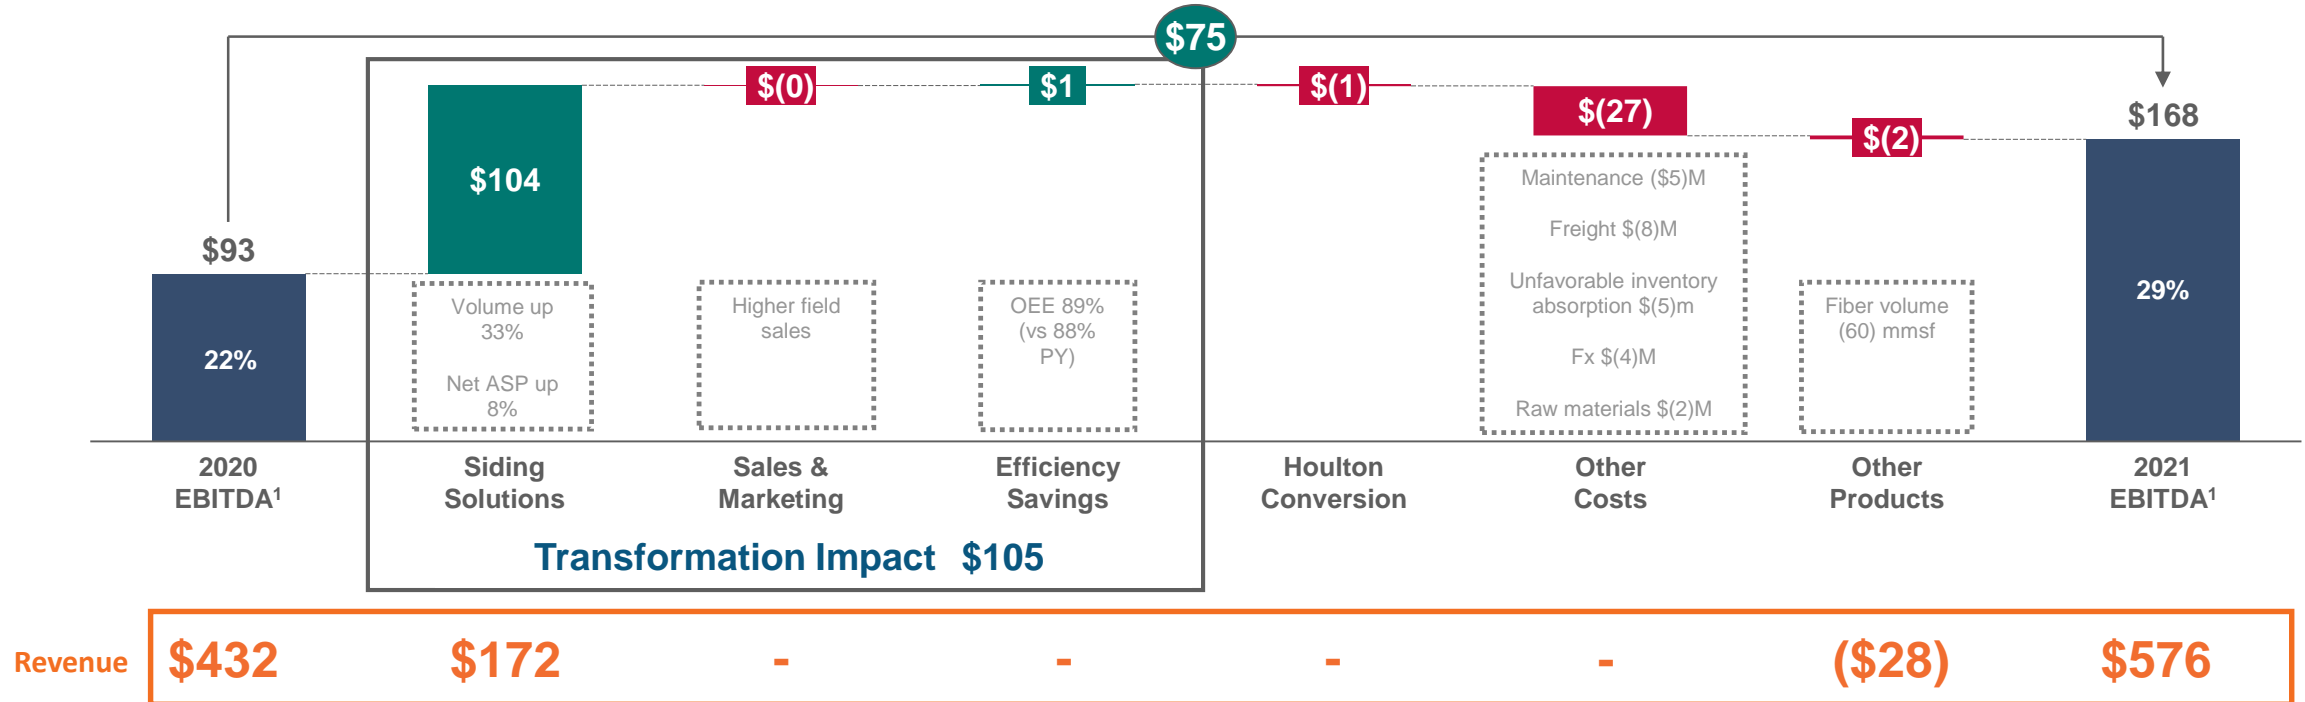 $75
$(0)
$1
$(1)
$(27)
$(2)
$168
$104
$93
22%
29%
Volume up
33%
Net ASP up
8%
Higher field
sales
OEE 89%
(vs 88%
PY)
Maintenance ($5)M
Freight $(8)M
Unfavorable inventory
absorption $(5)m
Fx $(4)M
Raw materials $(2)M
Fiber volume
(60) mmsf
2020
EBITDA¹
Siding
Solutions
Sales &
Marketing
Efficiency
Savings
Houlton
Conversion
Other
Costs
Other
Products
2021
EBITDA¹
Transformation Impact $105
Revenue $432 $172 - - - - ($28) $576